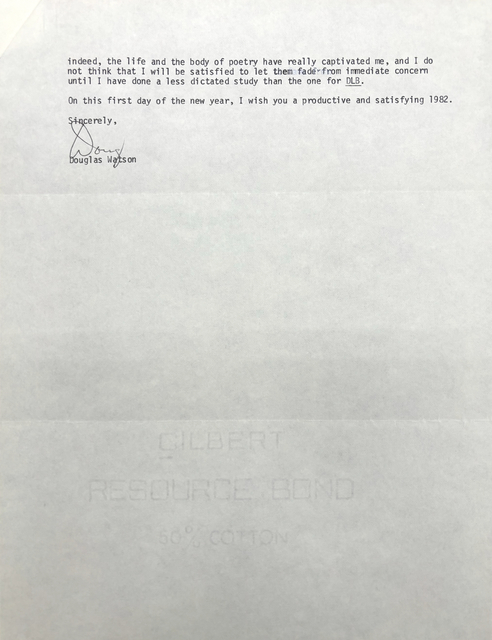 indeed, the life and the body of poetry have really captivated me, and I do
not think that I will be satisfied to let them fade from immediate concern
until I have done a less dictated study than the one for DLB.
On this first day of the new year, I wish you a productive and satisfying 1982.
Sincerely,
Doug
Douglas Watson
GILBERT
RESOURCE BOND
50% COTTON